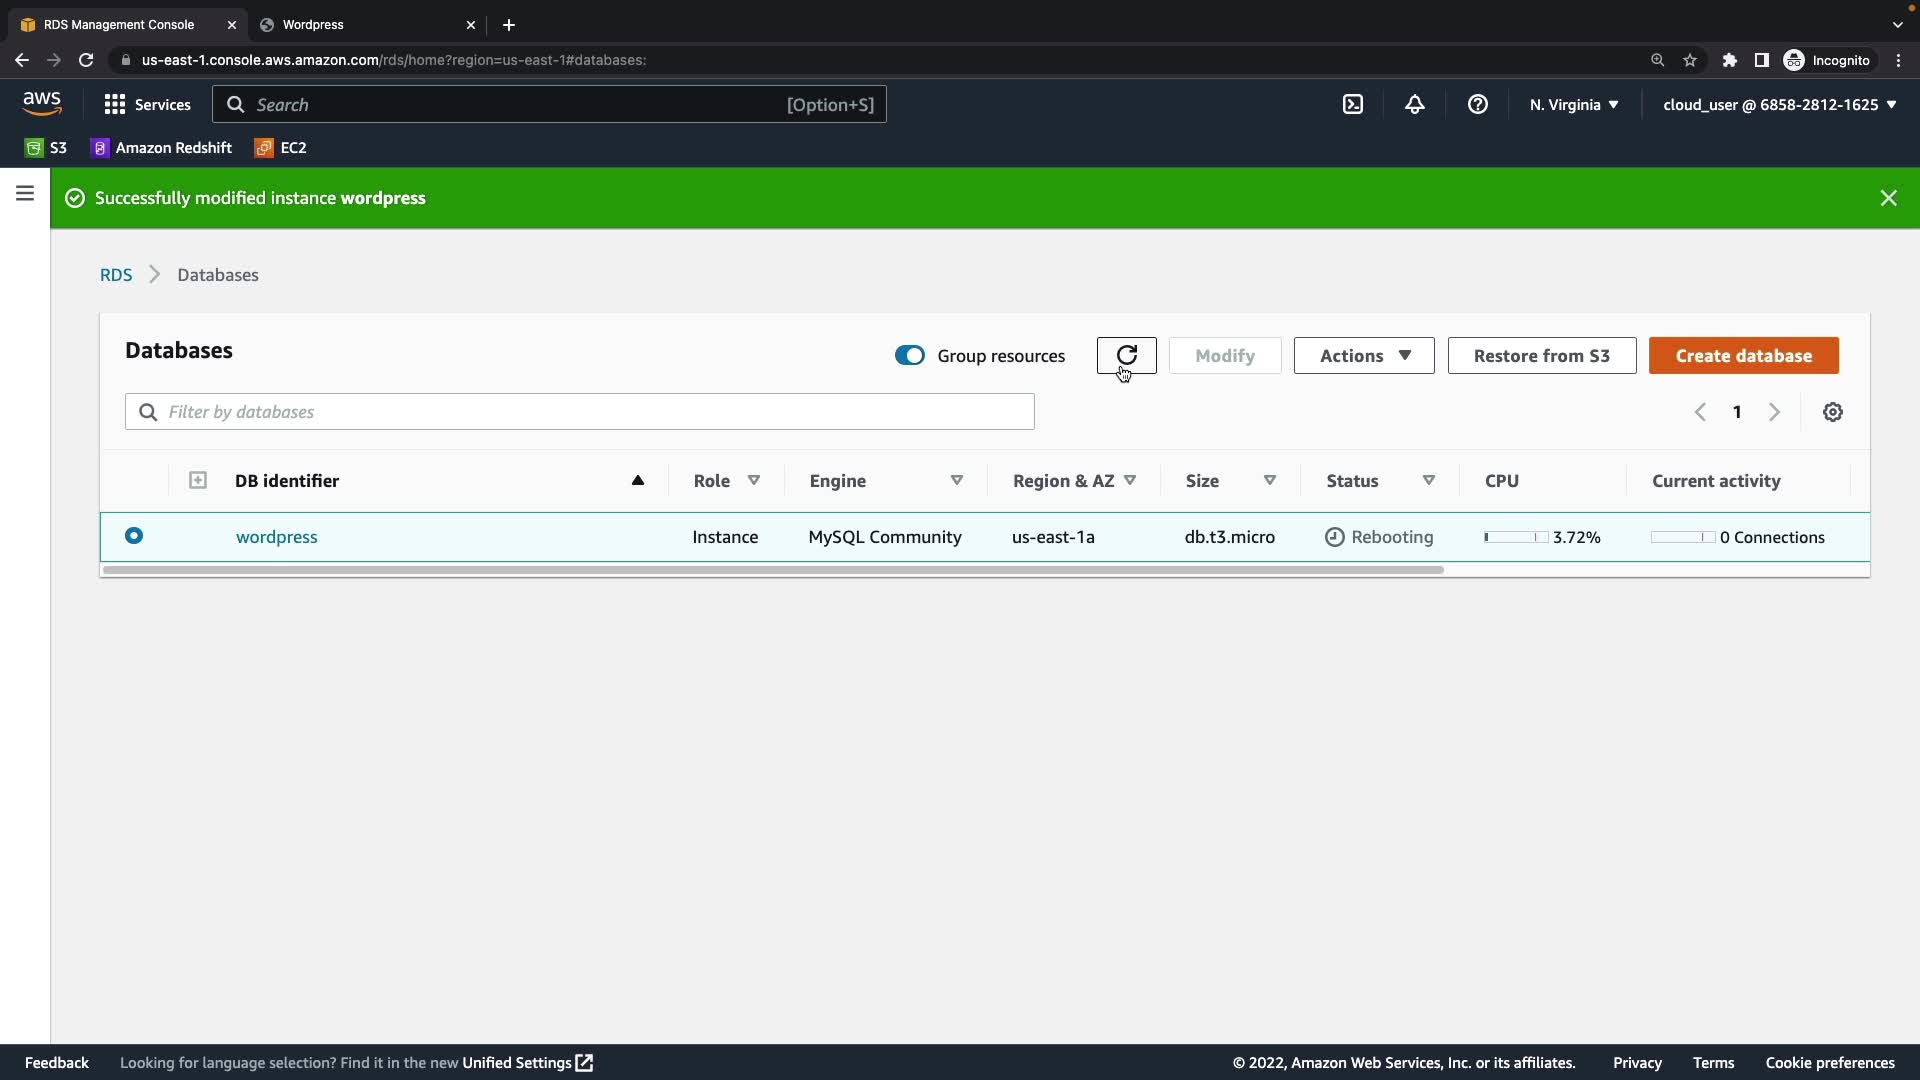 RDS Management Console
Wordpress
us-east-1.console.aws.amazon.com/rds/home?region=us-east-1#databases:
Incognito
aws
Services
Search
[Option+S]
N. Virginia
cloud_user @ 6858-2812-1625
S3
Amazon Redshift
EC2
Successfully modified instance wordpress
RDS
Databases
Databases
Group resources
Modify
Actions
Restore from S3
Create database
Filter by databases
1
DB identifier
Role
Engine
Region & AZ
Size
Status
CPU
Current activity
wordpress
Instance
MySQL Community
us-east-1a
db.t3.micro
Rebooting
3.72%
0 Connections
Feedback
Looking for language selection? Find it in the new Unified Settings
© 2022, Amazon Web Services, Inc. or its affiliates.
Privacy
Terms
Cookie preferences